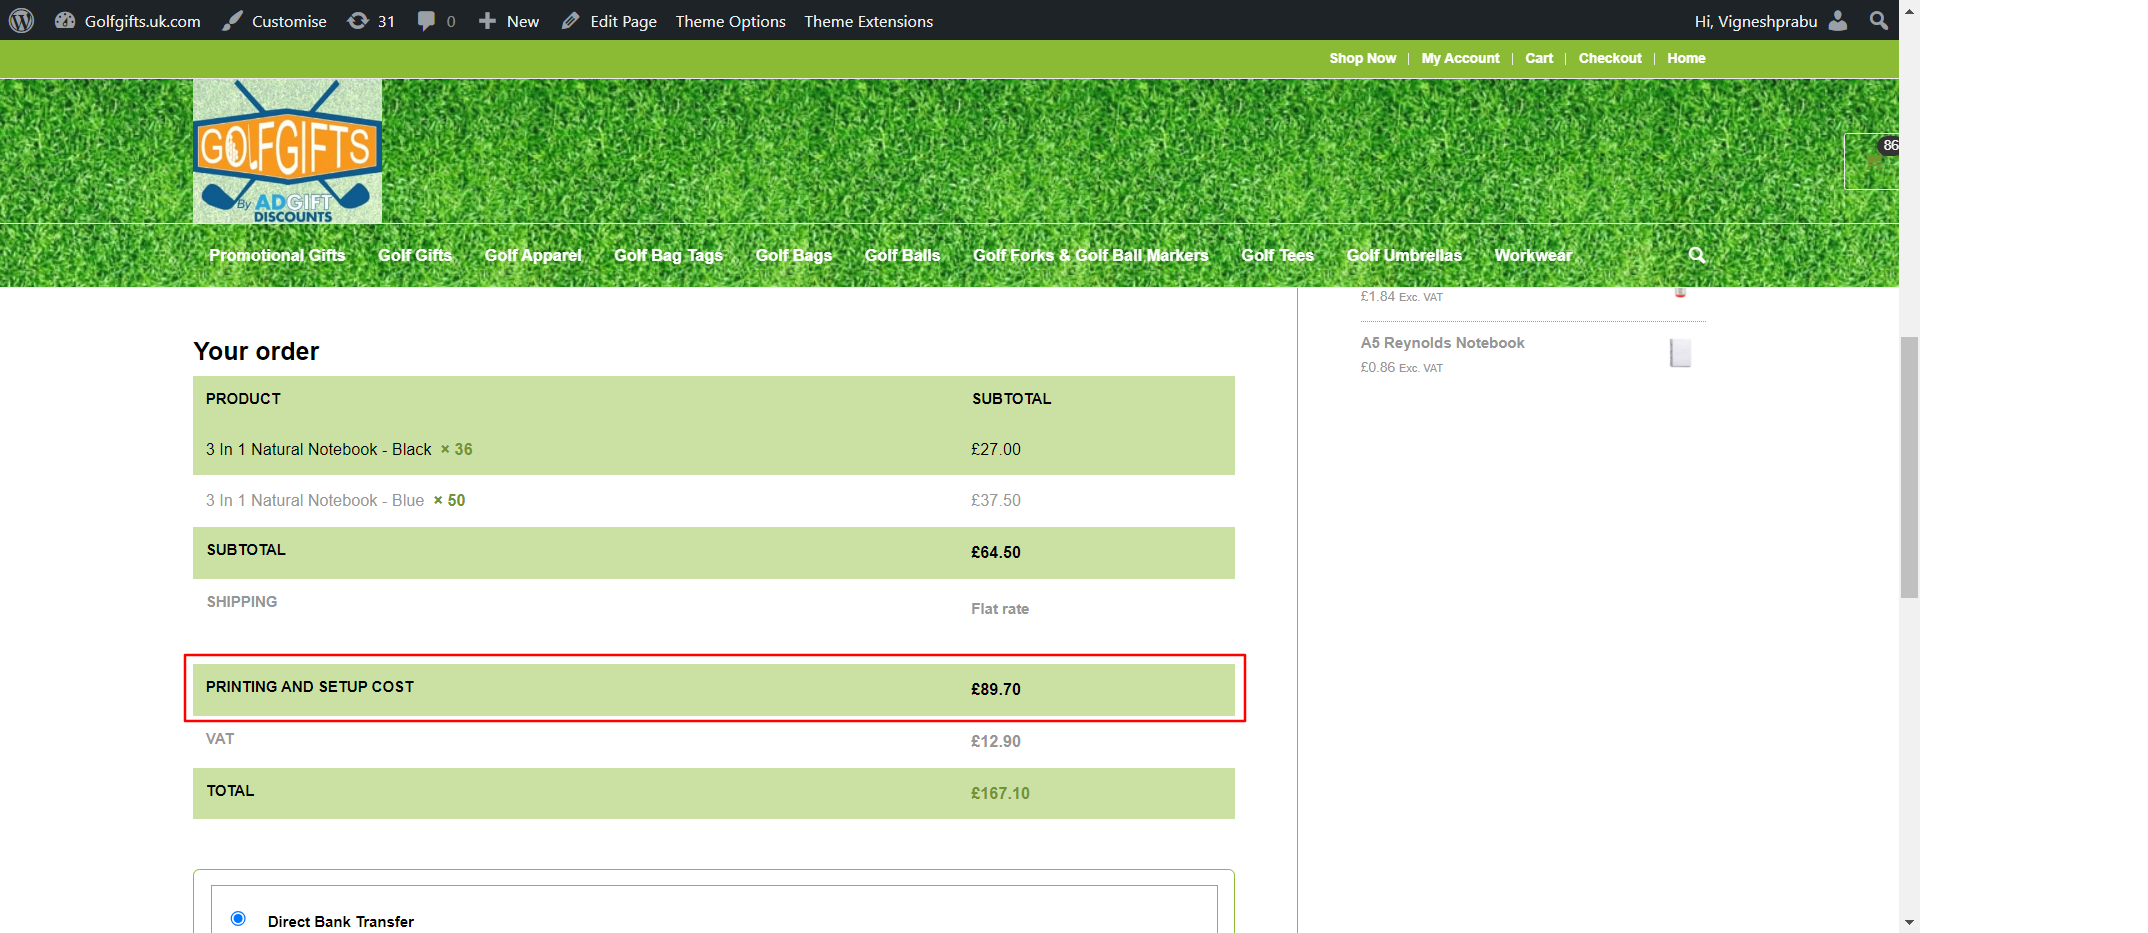 Golfgifts.uk.com Customise 31 0 New Edit Page Theme Options Theme Extensions Hi, Vigneshprabu
Shop Now | My Account | Cart | Checkout | Home
GOLFGIFTS
By ADGIFT
DISCOUNTS
86
Promotional Gifts Golf Gifts Golf Apparel Golf Bag Tags Golf Bags Golf Balls Golf Forks & Golf Ball Markers Golf Tees Golf Umbrellas Workwear
£1.84 Exc. VAT
A5 Reynolds Notebook
£0.86 Exc. VAT
Your order
PRODUCT SUBTOTAL
3 In 1 Natural Notebook - Black × 36 £27.00
3 In 1 Natural Notebook - Blue × 50 £37.50
SUBTOTAL £64.50
SHIPPING Flat rate
PRINTING AND SETUP COST £89.70
VAT £12.90
TOTAL £167.10
Direct Bank Transfer